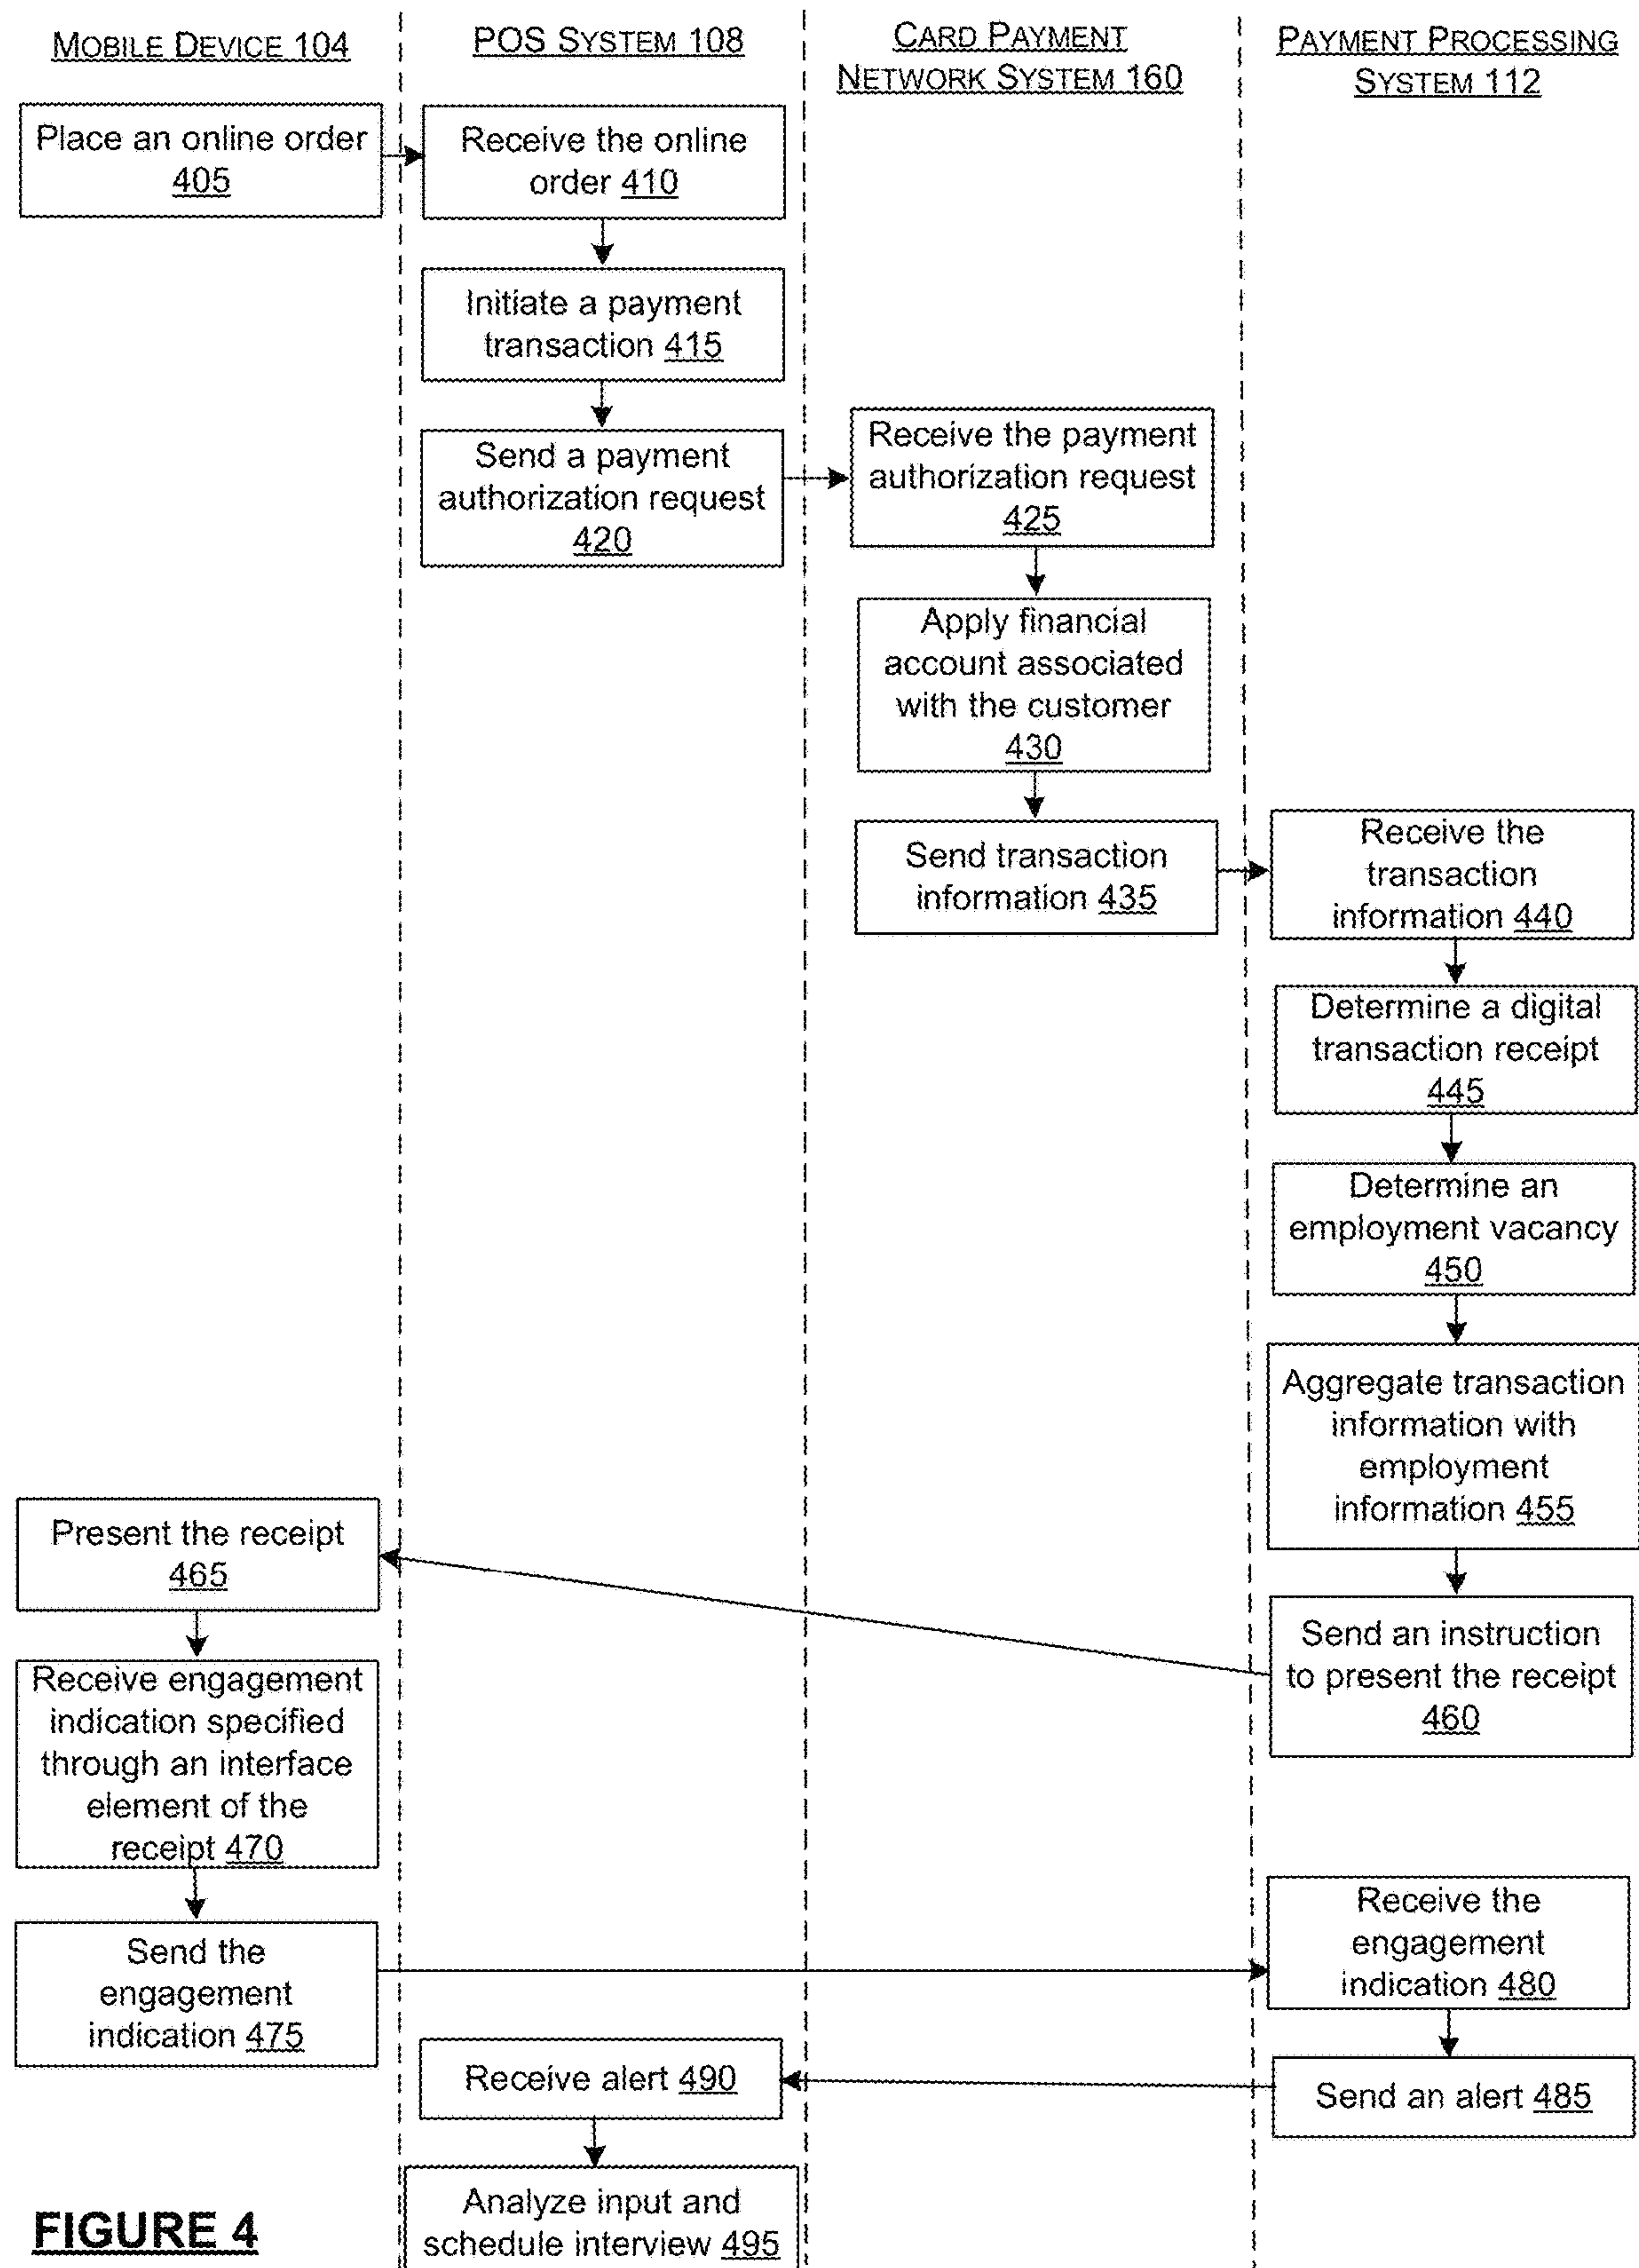 MOBILE DEVICE 104
POS SYSTEM 108
CARD PAYMENT
NETWORK SYSTEM 160
PAYMENT PROCESSING
SYSTEM 112
Place an online order
405
Receive the online
order 410
Initiate a payment
transaction 415
Send a payment
authorization request
420
Receive the payment
authorization request
425
Apply financial
account associated
with the customer
430
Send transaction
information 435
Receive the
transaction
information 440
Determine a digital
transaction receipt
445
Determine an
employment vacancy
450
Aggregate transaction
information with
employment
information 455
Send an instruction
to present the receipt
460
Present the receipt
465
Receive engagement
indication specified
through an interface
element of the
receipt 470
Send the
engagement
indication 475
Receive the
engagement
indication 480
Send an alert 485
Receive alert 490
Analyze input and
schedule interview 495
FIGURE 4